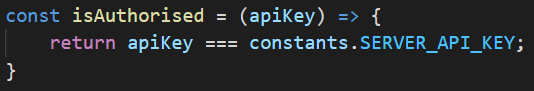 const isAuthorised = (apiKey) => {
    return apiKey === constants.SERVER_API_KEY;
}